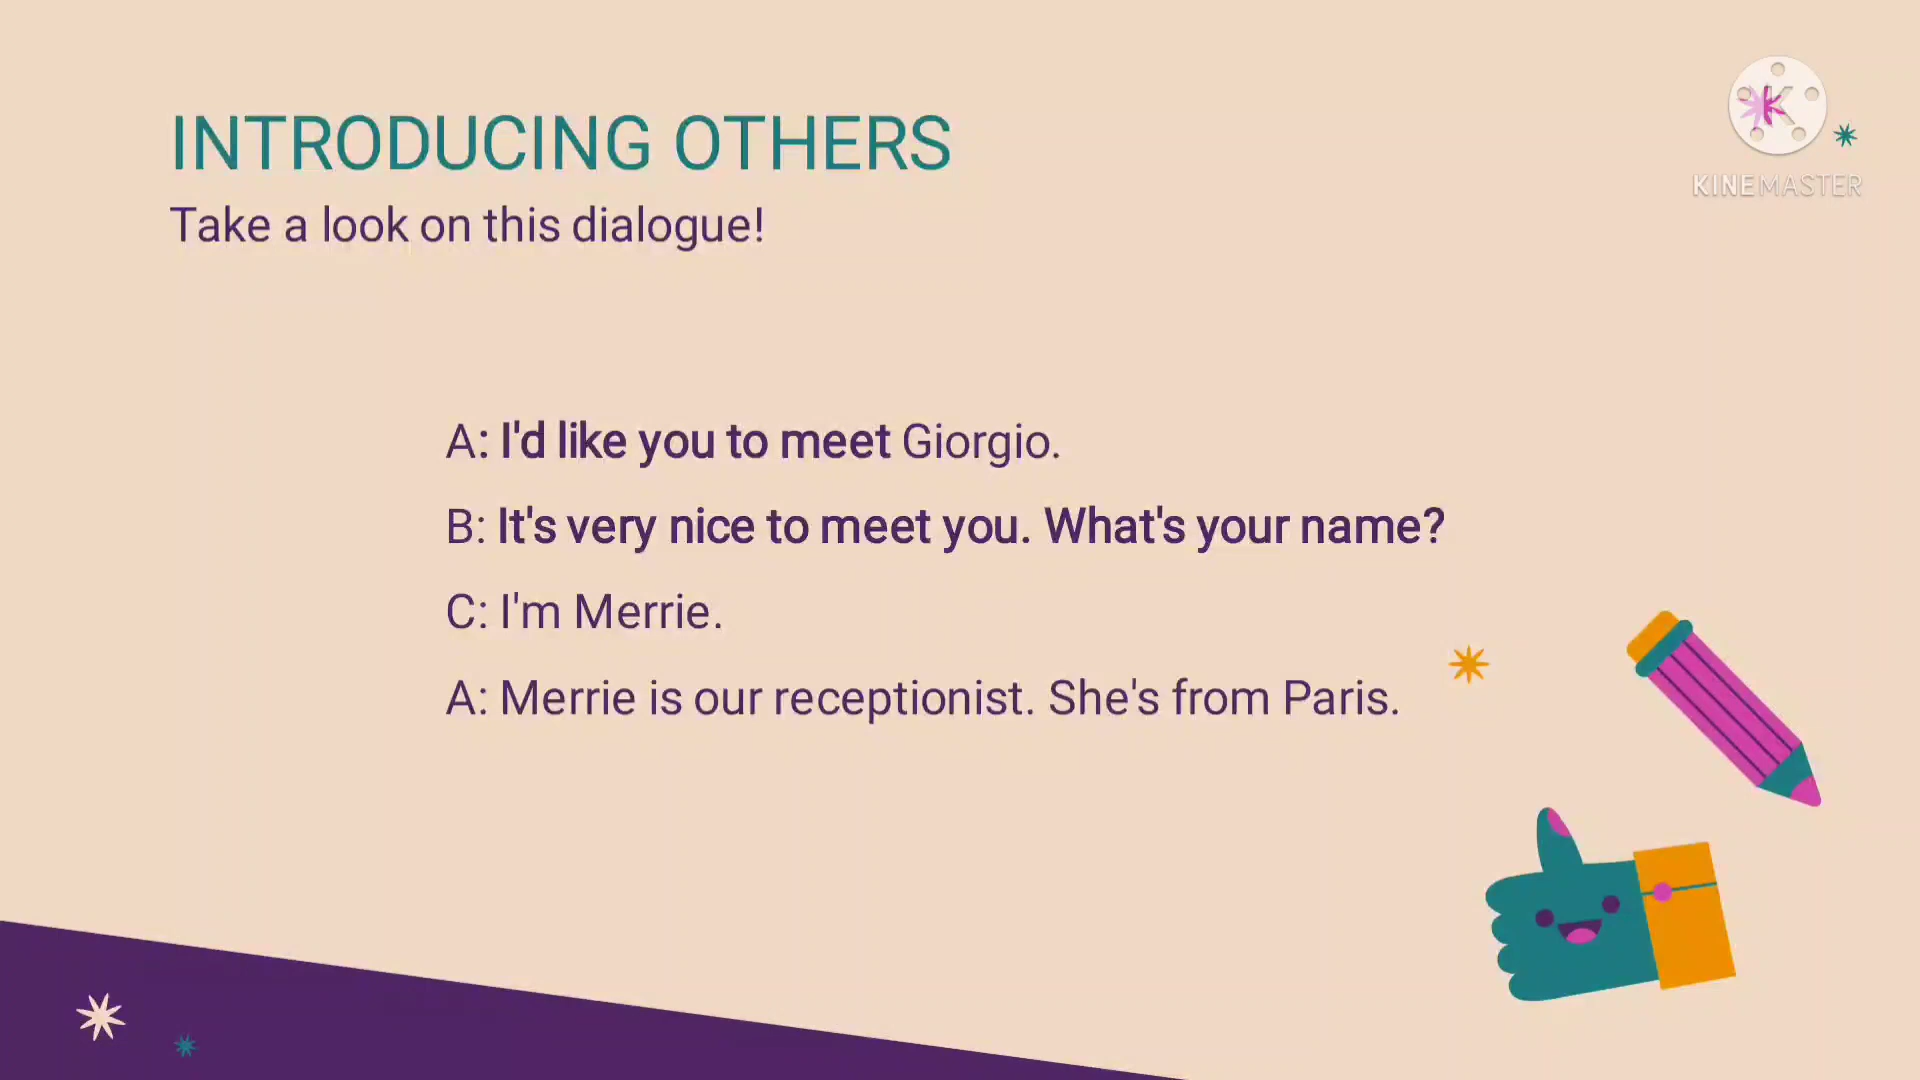 INTRODUCING OTHERS
Take a look on this dialogue!
A: I'd like you to meet Giorgio.
B: It's very nice to meet you. What's your name?
C: I'm Merrie.
A: Merrie is our receptionist. She's from Paris.
K
KINEMASTER